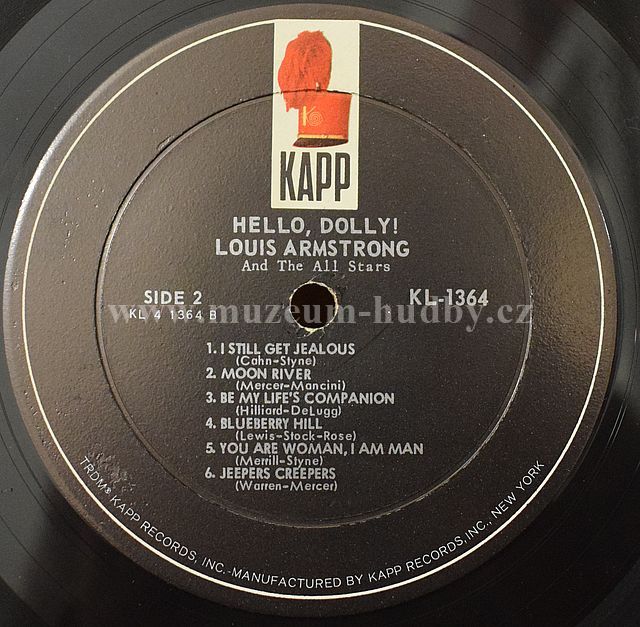 K
KAPP
HELLO, DOLLY!
LOUIS ARMSTRONG
And The All Stars
SIDE 2
KL-1364
KL 4 1364 B
www.muzeum-hudby.cz
1. I STILL GET JEALOUS
(Cahn-Styne)
2. MOON RIVER
(Mercer-Mancini)
3. BE MY LIFE'S COMPANION
(Hilliard-DeLugg)
4. BLUEBERRY HILL
(Lewis-Stock-Rose)
5. YOU ARE WOMAN, I AM MAN
(Merrill-Styne)
6. JEEPERS CREEPERS
(Warren-Mercer)
TRDM® KAPP RECORDS, INC.-MANUFACTURED BY KAPP RECORDS, INC., NEW YORK